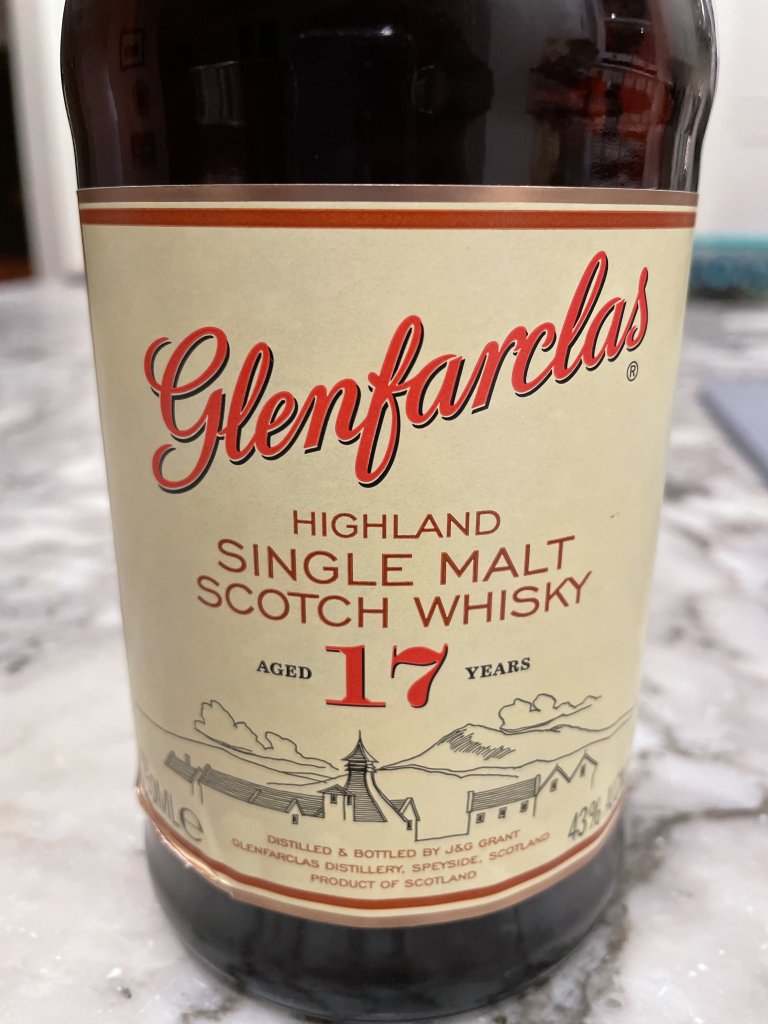 Glenfarclas®
HIGHLAND
SINGLE MALT
SCOTCH WHISKY
AGED 17 YEARS
43%
DISTILLED & BOTTLED BY J&G GRANT
GLENFARCLAS DISTILLERY, SPEYSIDE, SCOTLAND
PRODUCT OF SCOTLAND